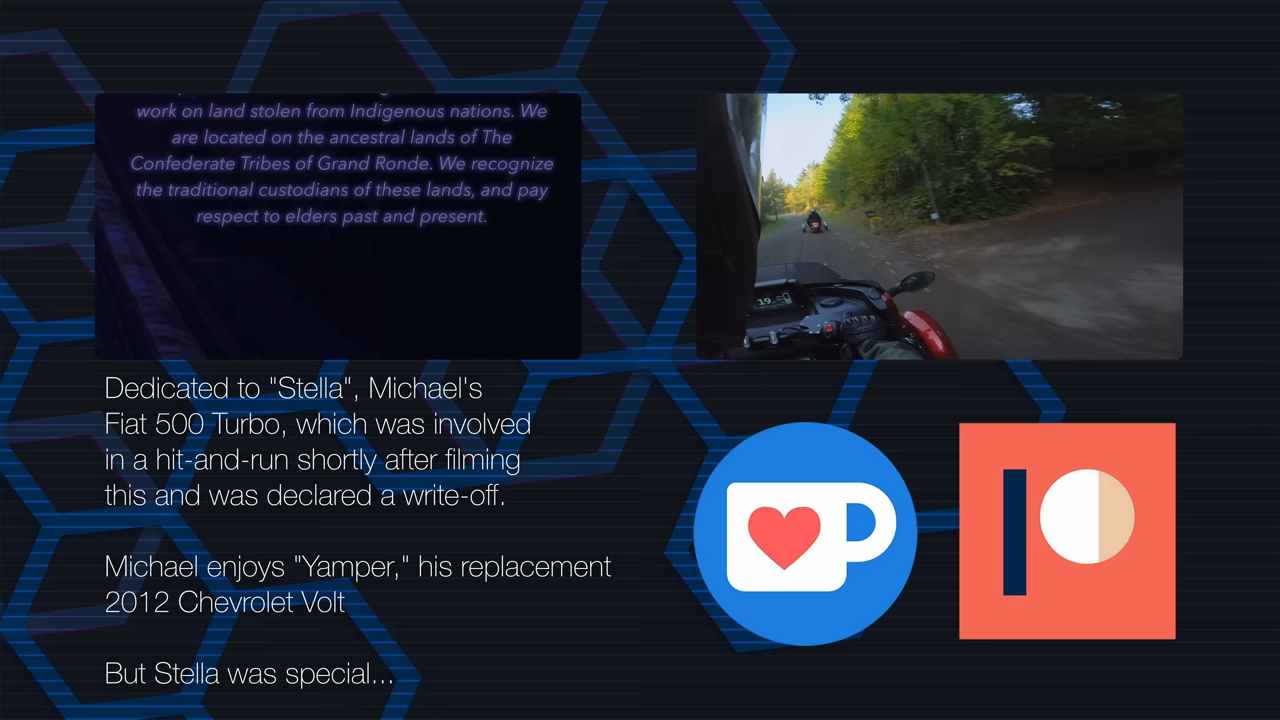 work on land stolen from Indigenous nations. We
are located on the ancestral lands of The
Confederate Tribes of Grand Ronde. We recognize
the traditional custodians of these lands, and pay
respect to elders past and present.
19
Dedicated to "Stella", Michael's
Fiat 500 Turbo, which was involved
in a hit-and-run shortly after filming
this and was declared a write-off.
Michael enjoys "Yamper," his replacement
2012 Chevrolet Volt
But Stella was special...